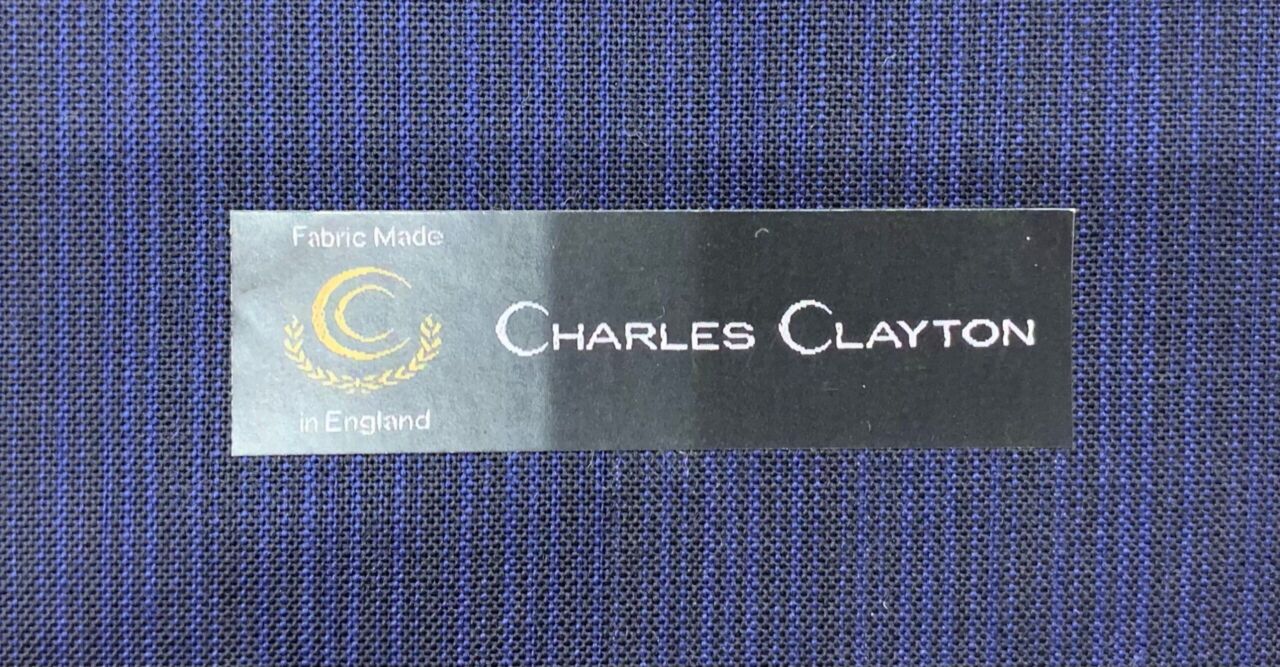 Fabric Made
in England
CHARLES CLAYTON